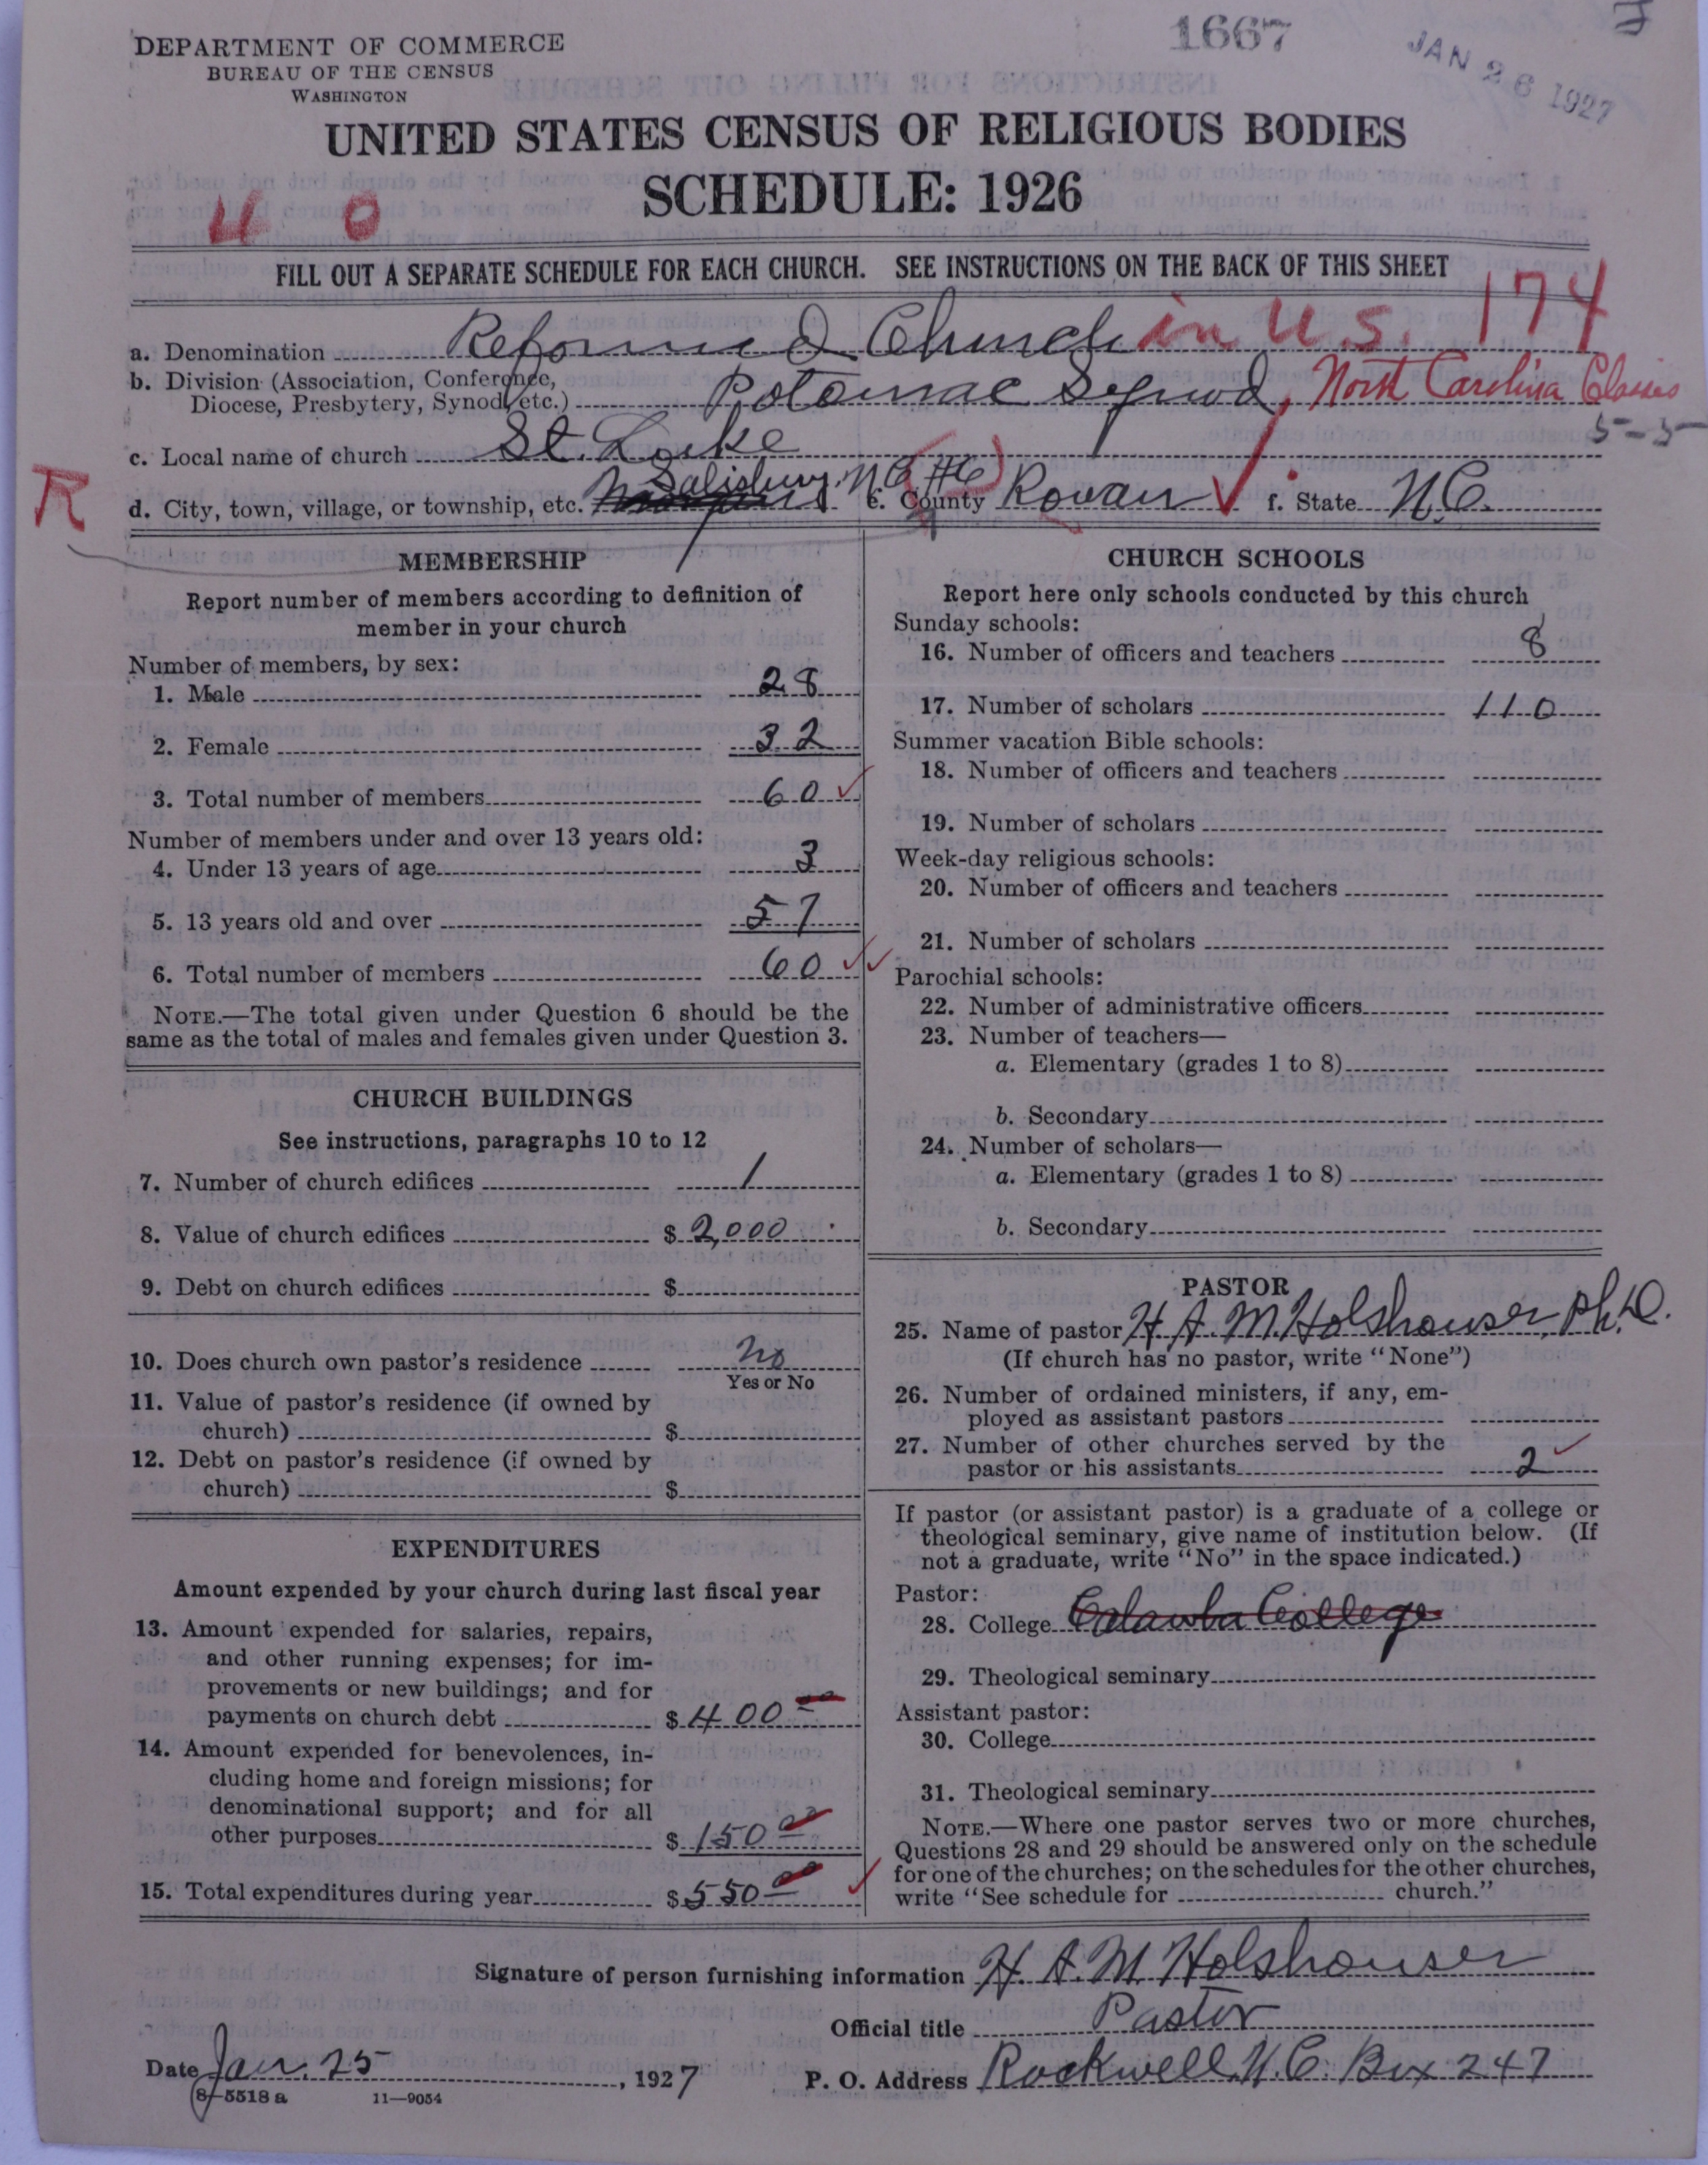 1667
JAN 26 1927
DEPARTMENT OF COMMERCE
BUREAU OF THE CENSUS
WASHINGTON
UNITED STATES CENSUS OF RELIGIOUS BODIES
SCHEDULE: 1926
4 0
FILL OUT A SEPARATE SCHEDULE FOR EACH CHURCH. SEE INSTRUCTIONS ON THE BACK OF THIS SHEET
174
a. Denomination Reformed Church in U.S.
b. Division (Association, Conference, Diocese, Presbytery, Synod, etc.) Potomac Synod, North Carolina Classis
5-5
c. Local name of church St. Luke
R
d. City, town, village, or township, etc. Salisbury N.C. #6 e. County Rowan f. State N.C.
MEMBERSHIP
Report number of members according to definition of
member in your church
Number of members, by sex:
1. Male 28
2. Female 32
3. Total number of members 60
Number of members under and over 13 years old:
4. Under 13 years of age 3
5. 13 years old and over 57
6. Total number of members 60
NOTE.—The total given under Question 6 should be the
same as the total of males and females given under Question 3.
CHURCH BUILDINGS
See instructions, paragraphs 10 to 12
7. Number of church edifices 1
8. Value of church edifices $ 2,000
9. Debt on church edifices $
10. Does church own pastor's residence No
Yes or No
11. Value of pastor's residence (if owned by
church) $
12. Debt on pastor's residence (if owned by
church) $
EXPENDITURES
Amount expended by your church during last fiscal year
13. Amount expended for salaries, repairs,
and other running expenses; for im-
provements or new buildings; and for
payments on church debt $ 400 00
14. Amount expended for benevolences, in-
cluding home and foreign missions; for
denominational support; and for all
other purposes $ 150 00
15. Total expenditures during year $ 550 00
CHURCH SCHOOLS
Report here only schools conducted by this church
Sunday schools:
16. Number of officers and teachers 8
17. Number of scholars 110
Summer vacation Bible schools:
18. Number of officers and teachers
19. Number of scholars
Week-day religious schools:
20. Number of officers and teachers
21. Number of scholars
Parochial schools:
22. Number of administrative officers
23. Number of teachers—
a. Elementary (grades 1 to 8)
b. Secondary
24. Number of scholars—
a. Elementary (grades 1 to 8)
b. Secondary
PASTOR
25. Name of pastor H. A. M. Holshouser, Ph.D.
(If church has no pastor, write "None")
26. Number of ordained ministers, if any, em-
ployed as assistant pastors
27. Number of other churches served by the
pastor or his assistants 2
If pastor (or assistant pastor) is a graduate of a college or
theological seminary, give name of institution below. (If
not a graduate, write "No" in the space indicated.)
Pastor:
28. College Catawba College
29. Theological seminary
Assistant pastor:
30. College
31. Theological seminary
NOTE.—Where one pastor serves two or more churches,
Questions 28 and 29 should be answered only on the schedule
for one of the churches; on the schedules for the other churches,
write "See schedule for church."
Signature of person furnishing information H. A. M. Holshouser
Official title Pastor
Date Jan. 25, 1927 P. O. Address Rockwell, N.C. Box 247
8-5518 a 11—9054